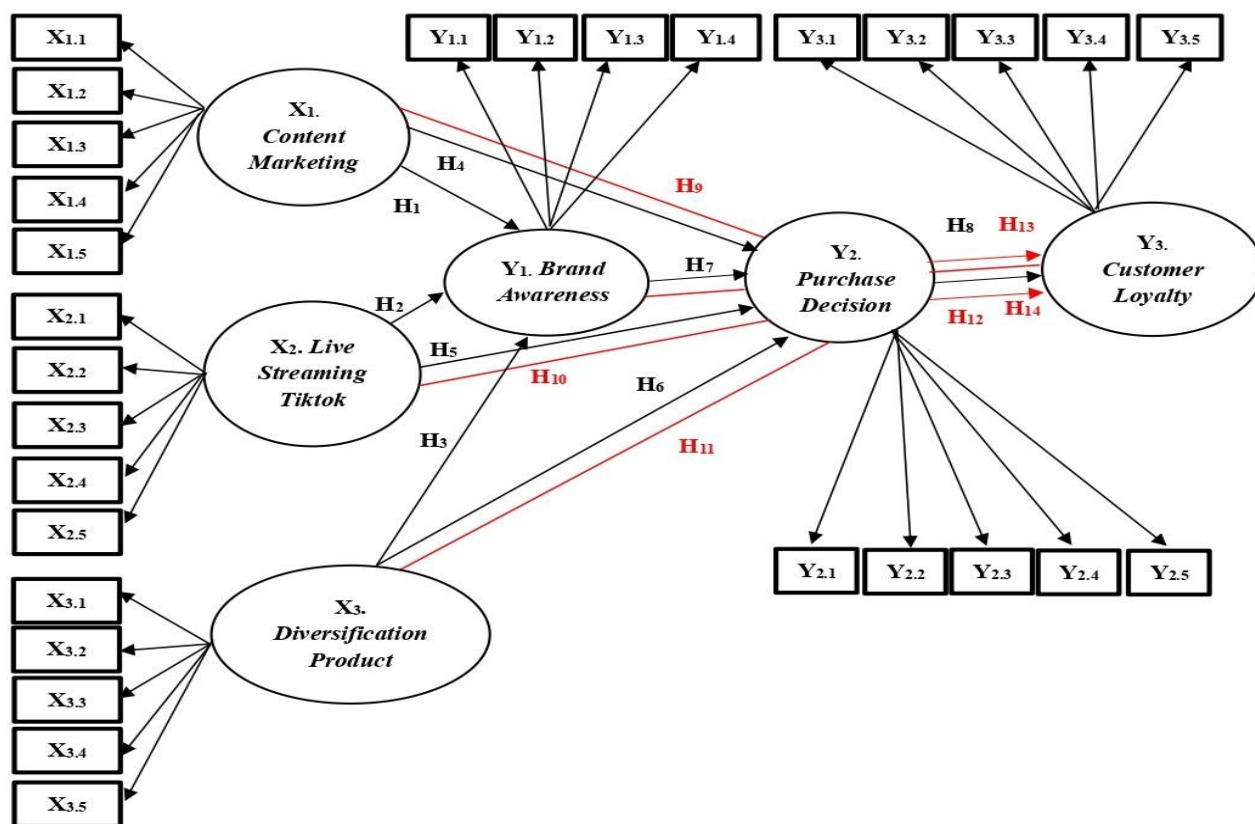 X1.1
X1.2
X1.3
X1.4
X1.5
Y1.1
Y1.2
Y1.3
Y1.4
Y3.1
Y3.2
Y3.3
Y3.4
Y3.5
X1.
Content
Marketing
H4
H1
H9
Y1. Brand
Awareness
H7
Y2.
Purchase
Decision
H8
H13
H12
H14
Y3.
Customer
Loyalty
X2.1
X2.2
X2.3
X2.4
X2.5
X2. Live
Streaming
Tiktok
H2
H5
H10
H3
H6
H11
Y2.1
Y2.2
Y2.3
Y2.4
Y2.5
X3.1
X3.2
X3.3
X3.4
X3.5
X3.
Diversification
Product